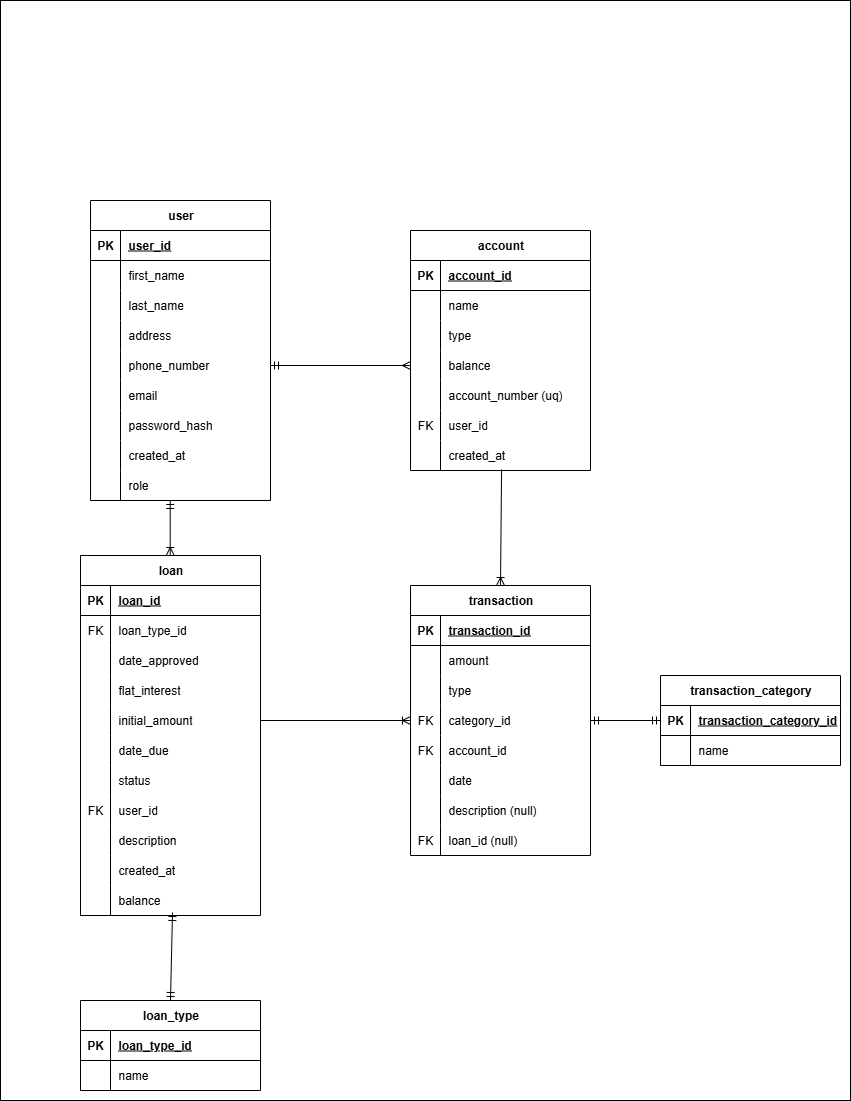 user
PK user_id
first_name
last_name
address
phone_number
email
password_hash
created_at
role
account
PK account_id
name
type
balance
account_number (uq)
FK user_id
created_at
loan
PK loan_id
FK loan_type_id
date_approved
flat_interest
initial_amount
date_due
status
FK user_id
description
created_at
balance
transaction
PK transaction_id
amount
type
FK category_id
FK account_id
date
description (null)
FK loan_id (null)
transaction_category
PK transaction_category_id
name
loan_type
PK loan_type_id
name